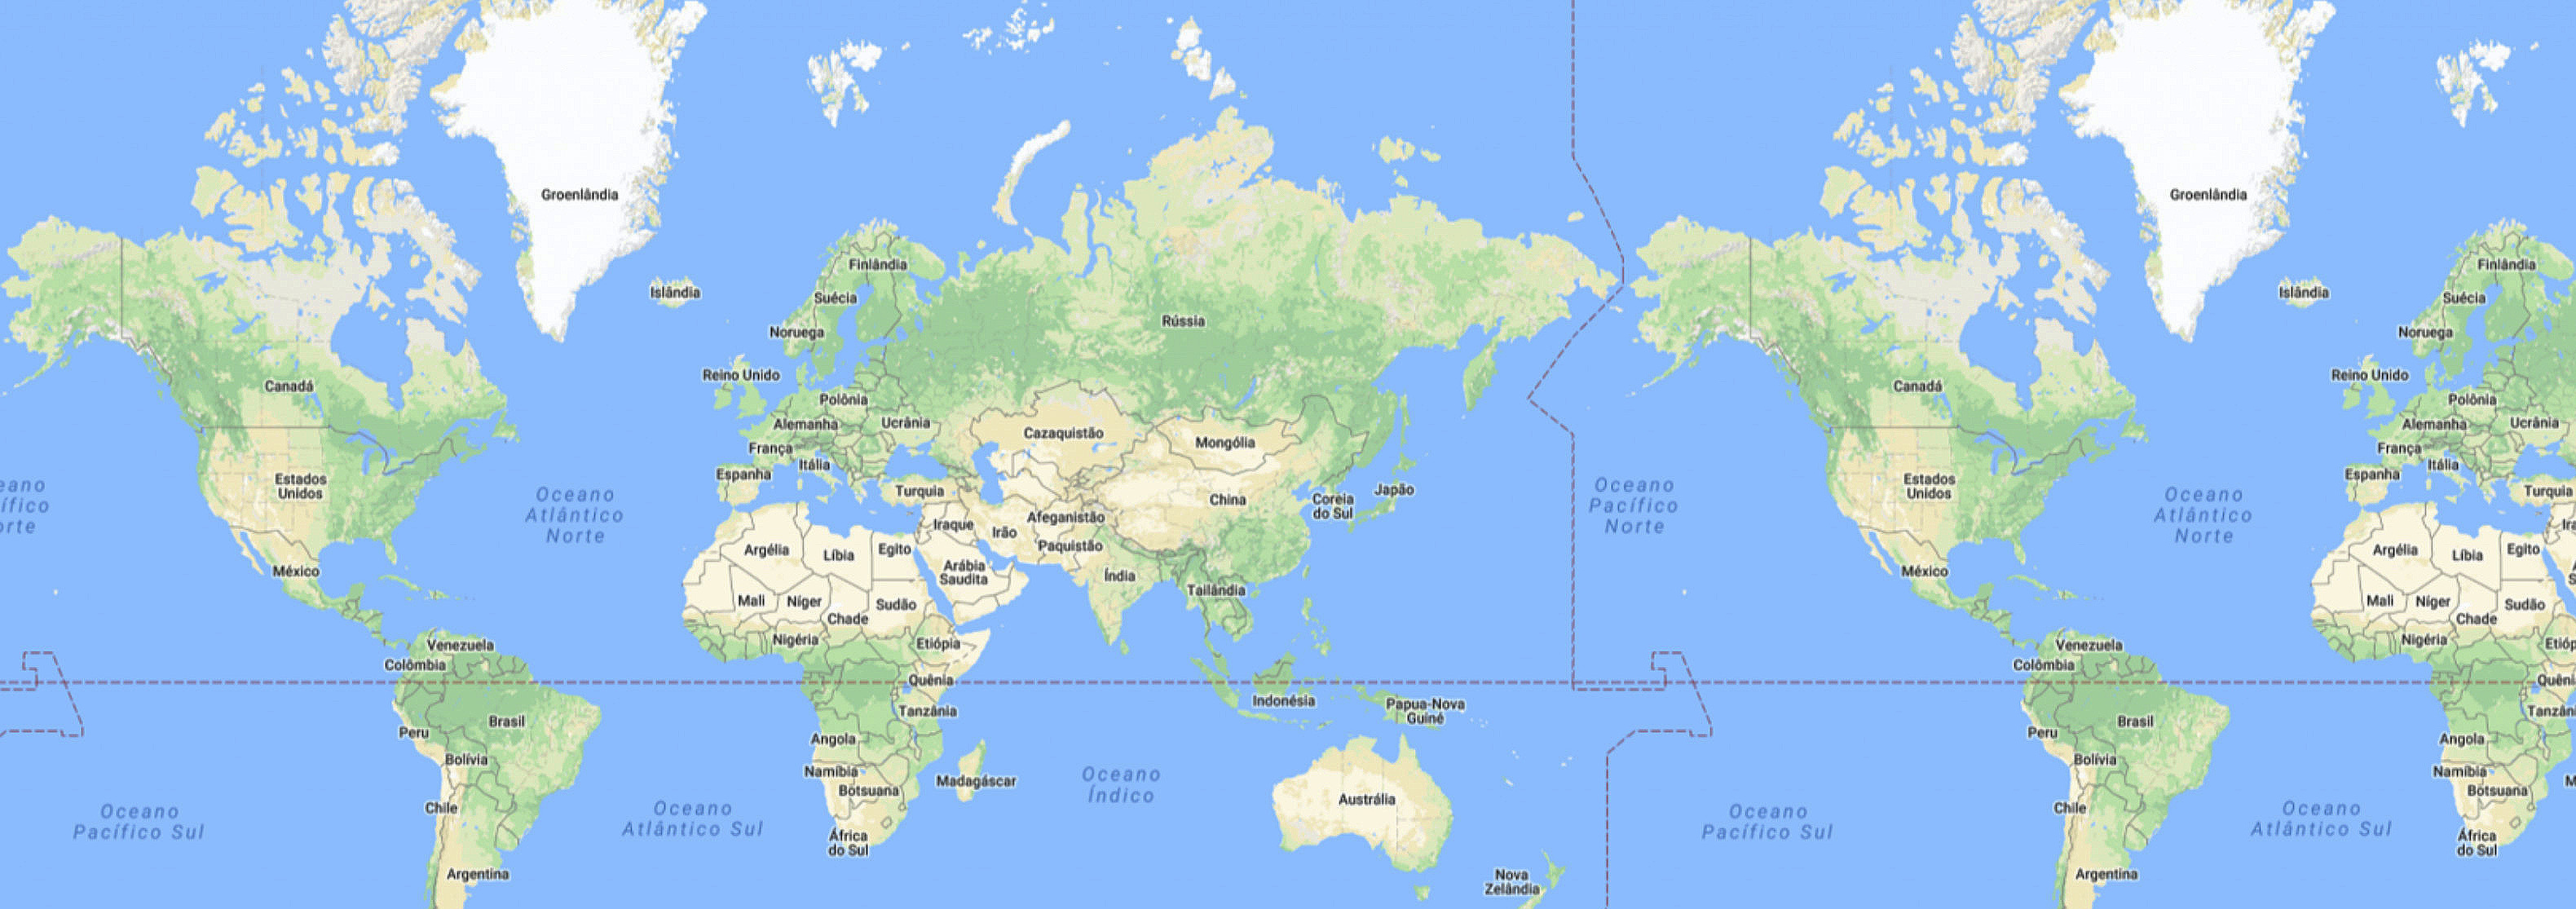 Groenlândia
Groenlândia
Finlândia
Finlândia
Islândia
Islândia
Suécia
Suécia
Rússia
Noruega
Noruega
Reino Unido
Reino Unido
Canadá
Canadá
Polônia
Polônia
Alemanha
Ucrânia
Alemanha
Ucrânia
Cazaquistão
Mongólia
França
França
Itália
Itália
Espanha
Espanha
Estados
Unidos
Estados
Unidos
Turquia
Turquia
China
Coreia
do Sul
Japão
eano
ífico
orte
Oceano
Atlântico
Norte
Oceano
Pacífico
Norte
Oceano
Atlântico
Norte
Iraque
Irão
Afeganistão
Paquistão
Argélia
Líbia
Egito
Arábia
Saudita
Índia
Argélia
Líbia
Egito
Ira
S
México
México
Tailândia
Mali
Níger
Sudão
Chade
Mali
Níger
Sudão
Chade
Nigéria
Etiópia
Nigéria
Etióp
Venezuela
Venezuela
Colômbia
Colômbia
Quênia
Quêni
Indonésia
Papua-Nova
Guiné
Tanzânia
Tanzâni
Brasil
Brasil
Peru
Peru
Angola
Angola
Bolívia
Bolívia
Namíbia
Namíbia
Madagáscar
M
Botsuana
Botsuana
Oceano
Índico
Austrália
Chile
Chile
Oceano
Pacífico Sul
Oceano
Atlântico Sul
Oceano
Pacífico Sul
Oceano
Atlântico Sul
África
do Sul
África
do Sul
Argentina
Argentina
Nova
Zelândia